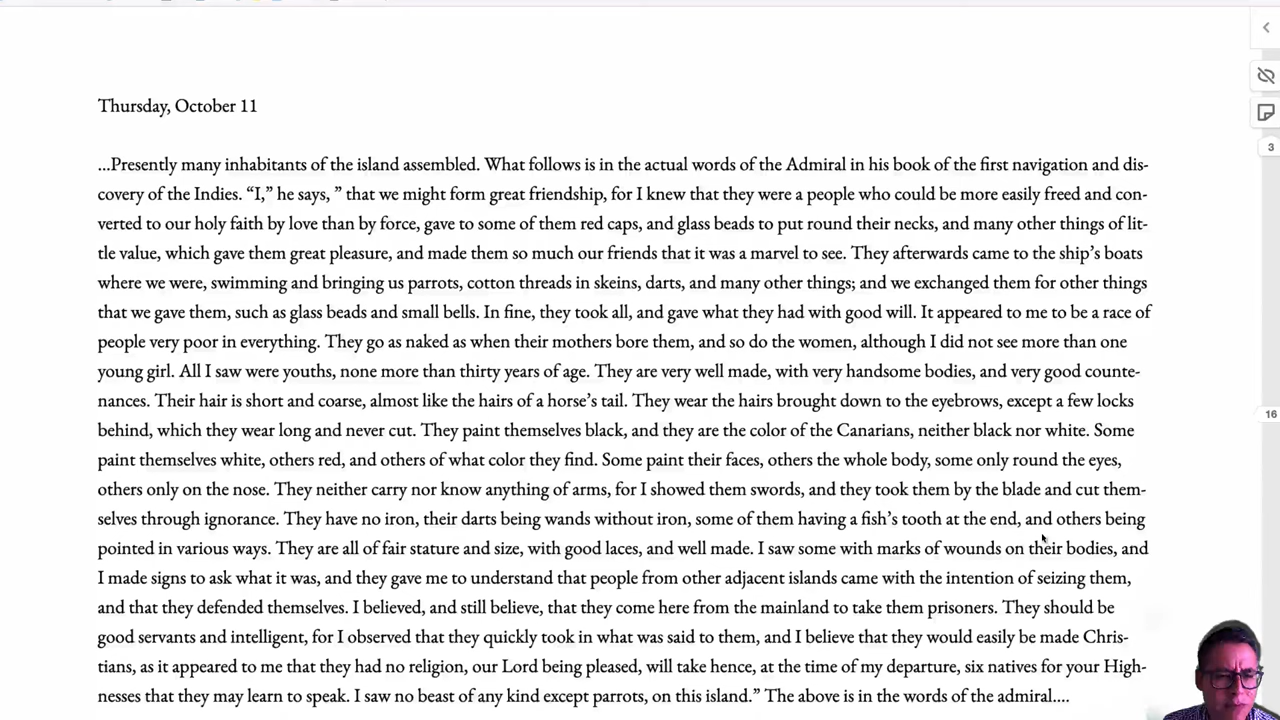 Thursday, October 11
...Presently many inhabitants of the island assembled. What follows is in the actual words of the Admiral in his book of the first navigation and dis-
covery of the Indies. “I,” he says, ” that we might form great friendship, for I knew that they were a people who could be more easily freed and con-
verted to our holy faith by love than by force, gave to some of them red caps, and glass beads to put round their necks, and many other things of lit-
tle value, which gave them great pleasure, and made them so much our friends that it was a marvel to see. They afterwards came to the ship’s boats
where we were, swimming and bringing us parrots, cotton threads in skeins, darts, and many other things; and we exchanged them for other things
that we gave them, such as glass beads and small bells. In fine, they took all, and gave what they had with good will. It appeared to me to be a race of
people very poor in everything. They go as naked as when their mothers bore them, and so do the women, although I did not see more than one
young girl. All I saw were youths, none more than thirty years of age. They are very well made, with very handsome bodies, and very good counte-
nances. Their hair is short and coarse, almost like the hairs of a horse’s tail. They wear the hairs brought down to the eyebrows, except a few locks
behind, which they wear long and never cut. They paint themselves black, and they are the color of the Canarians, neither black nor white. Some
paint themselves white, others red, and others of what color they find. Some paint their faces, others the whole body, some only round the eyes,
others only on the nose. They neither carry nor know anything of arms, for I showed them swords, and they took them by the blade and cut them-
selves through ignorance. They have no iron, their darts being wands without iron, some of them having a fish’s tooth at the end, and others being
pointed in various ways. They are all of fair stature and size, with good laces, and well made. I saw some with marks of wounds on their bodies, and
I made signs to ask what it was, and they gave me to understand that people from other adjacent islands came with the intention of seizing them,
and that they defended themselves. I believed, and still believe, that they come here from the mainland to take them prisoners. They should be
good servants and intelligent, for I observed that they quickly took in what was said to them, and I believe that they would easily be made Chris-
tians, as it appeared to me that they had no religion, our Lord being pleased, will take hence, at the time of my departure, six natives for your High-
nesses that they may learn to speak. I saw no beast of any kind except parrots, on this island.” The above is in the words of the admiral....
3
16